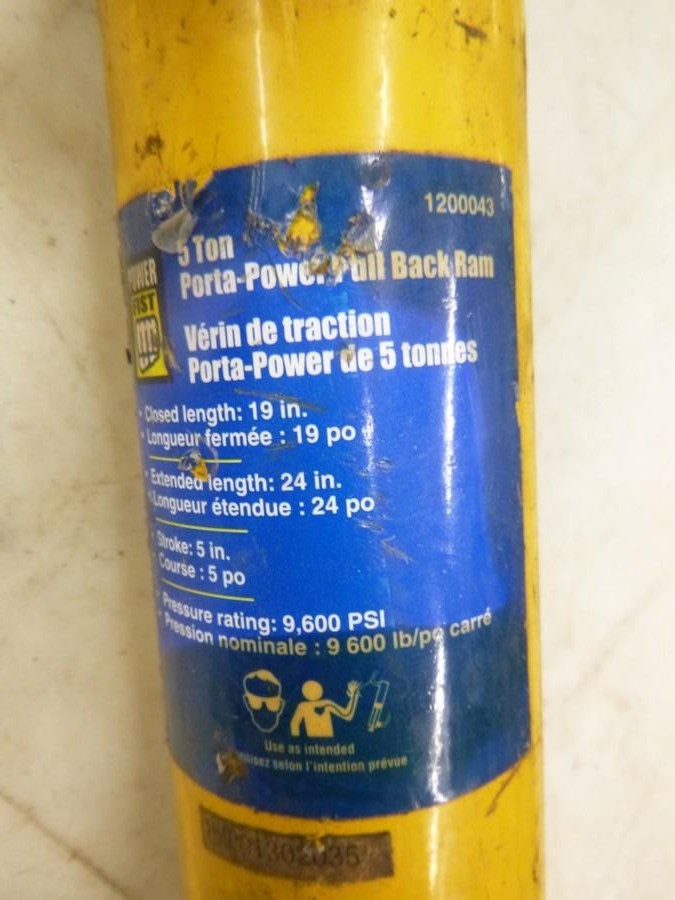 1200043
POWER
FIST
5 Ton
Porta-Power Pull Back Ram
Vérin de traction
Porta-Power de 5 tonnes
• Closed length: 19 in.
• Longueur fermée : 19 po
• Extended length: 24 in.
• Longueur étendue : 24 po
• Stroke: 5 in.
Course : 5 po
• Pressure rating: 9,600 PSI
• Pression nominale : 9 600 lb/po carré
Use as intended
selon l'intention prévue